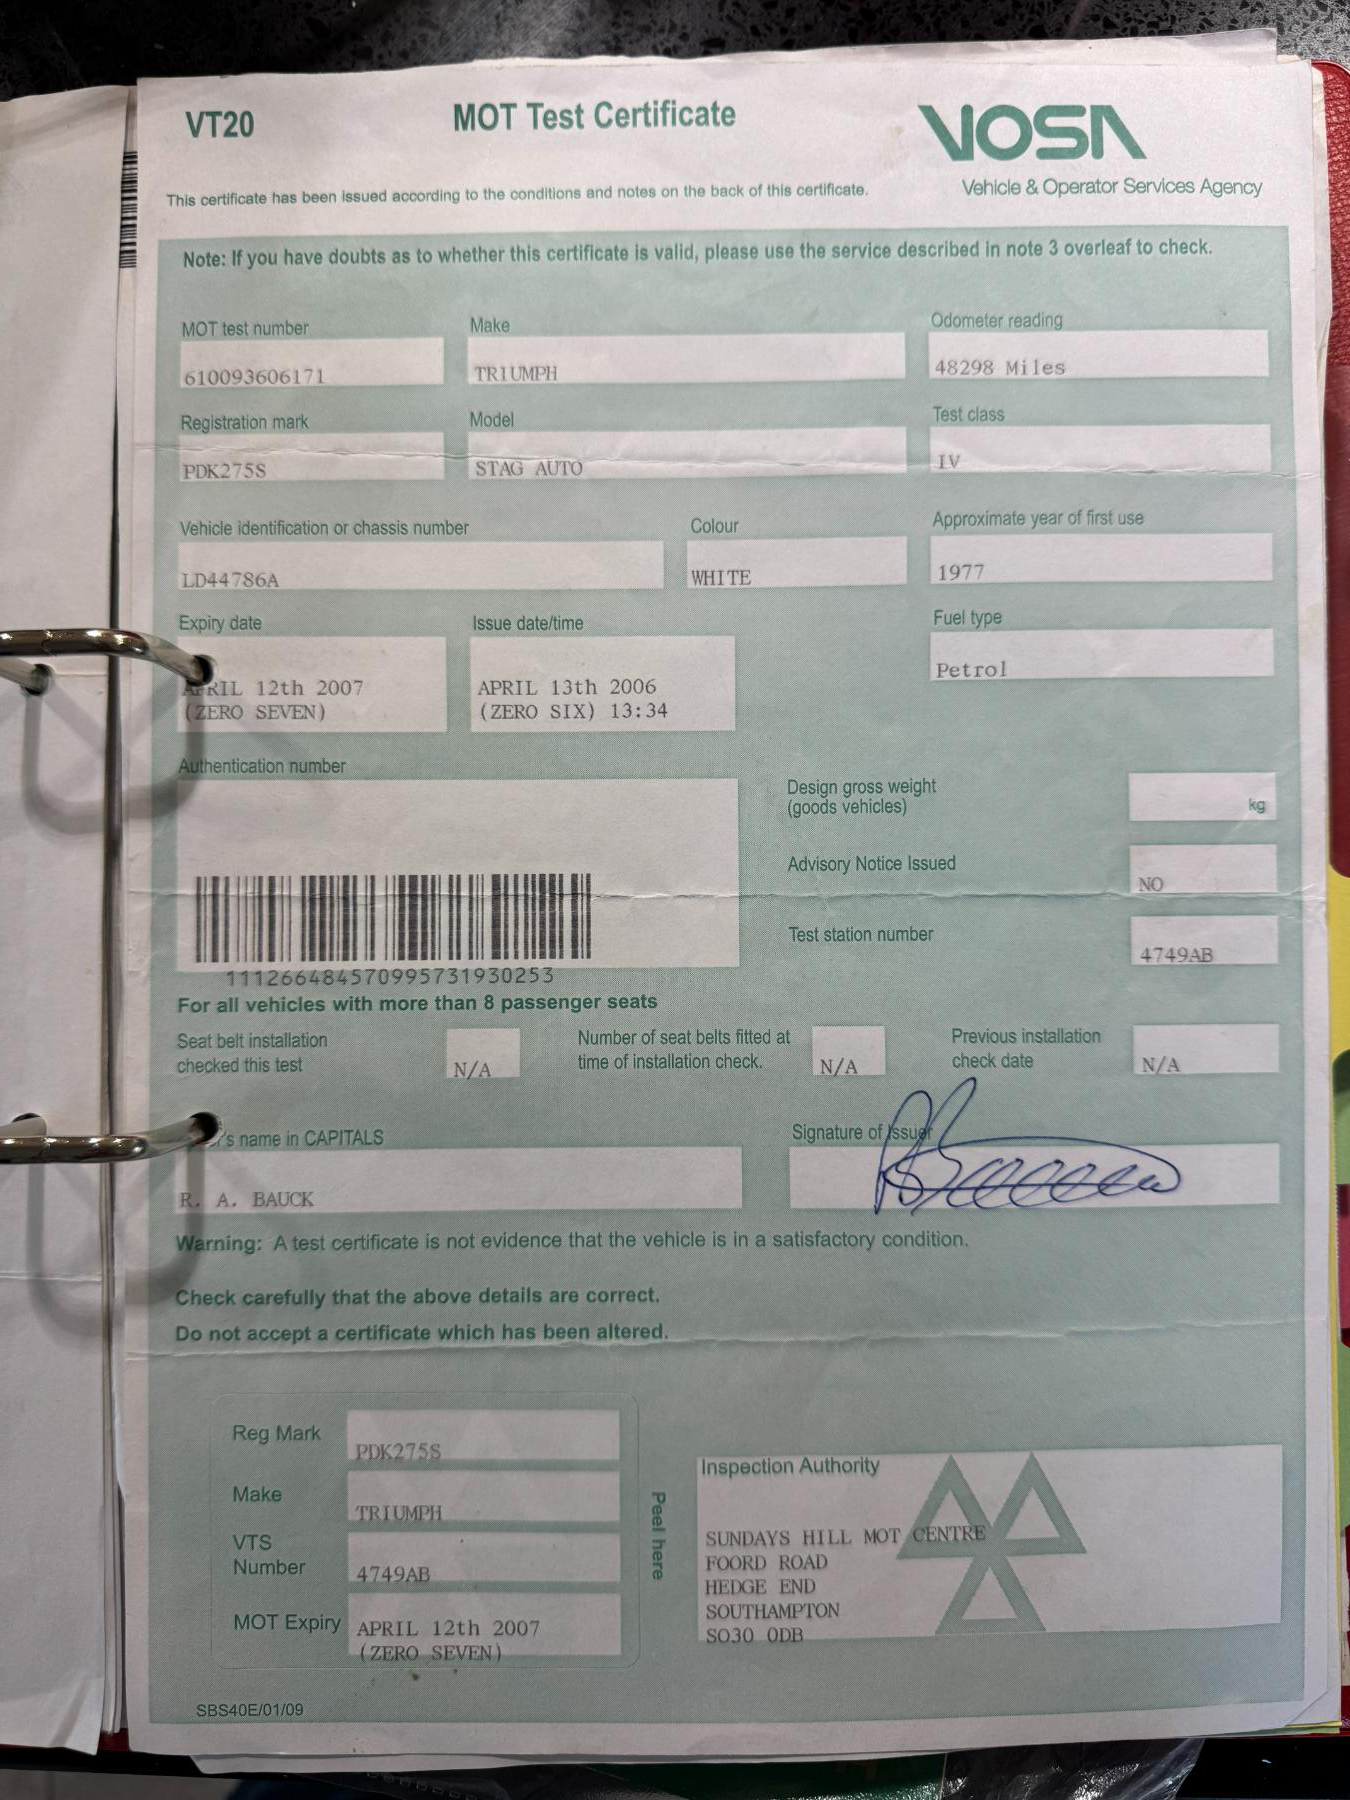 VT20
MOT Test Certificate
VOSA
Vehicle & Operator Services Agency
This certificate has been issued according to the conditions and notes on the back of this certificate.
Note: If you have doubts as to whether this certificate is valid, please use the service described in note 3 overleaf to check.
MOT test number
Make
Odometer reading
610093606171
TRIUMPH
48298 Miles
Registration mark
Model
Test class
PDK275S
STAG AUTO
IV
Vehicle identification or chassis number
Colour
Approximate year of first use
LD44786A
WHITE
1977
Expiry date
Issue date/time
Fuel type
Petrol
APRIL 12th 2007
(ZERO SEVEN)
APRIL 13th 2006
(ZERO SIX) 13:34
Authentication number
Design gross weight
(goods vehicles)
kg
Advisory Notice Issued
NO
Test station number
4749AB
1112664845709957319302​53
For all vehicles with more than 8 passenger seats
Seat belt installation
checked this test
N/A
Number of seat belts fitted at
time of installation check.
N/A
Previous installation
check date
N/A
's name in CAPITALS
Signature of Issuer
R. A. BAUCK
Warning: A test certificate is not evidence that the vehicle is in a satisfactory condition.
Check carefully that the above details are correct.
Do not accept a certificate which has been altered.
Reg Mark
PDK275S
Make
TRIUMPH
VTS
Number
4749AB
MOT Expiry
APRIL 12th 2007
(ZERO SEVEN)
Peel here
Inspection Authority
SUNDAYS HILL MOT CENTRE
FOORD ROAD
HEDGE END
SOUTHAMPTON
SO30 0DB
SBS40E/01/09